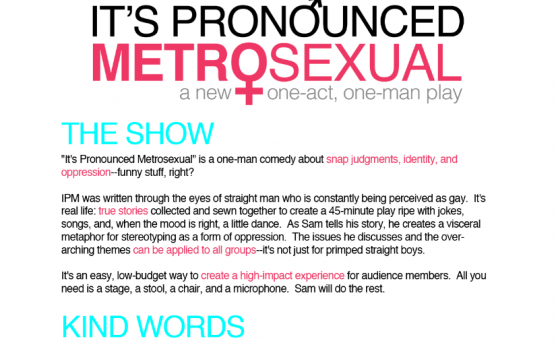 IT'S PRONOUNCED
METROSEXUAL
a new one-act, one-man play
THE SHOW
"It's Pronounced Metrosexual" is a one-man comedy about snap judgments, identity, and
oppression--funny stuff, right?
IPM was written through the eyes of straight man who is constantly being perceived as gay.  It's
real life: true stories collected and sewn together to create a 45-minute play ripe with jokes,
songs, and, when the mood is right, a little dance.  As Sam tells his story, he creates a visceral
metaphor for stereotyping as a form of oppression.  The issues he discusses and the over-
arching themes can be applied to all groups--it's not just for primped straight boys.
It's an easy, low-budget way to create a high-impact experience for audience members.  All you
need is a stage, a stool, a chair, and a microphone.  Sam will do the rest.
KIND WORDS